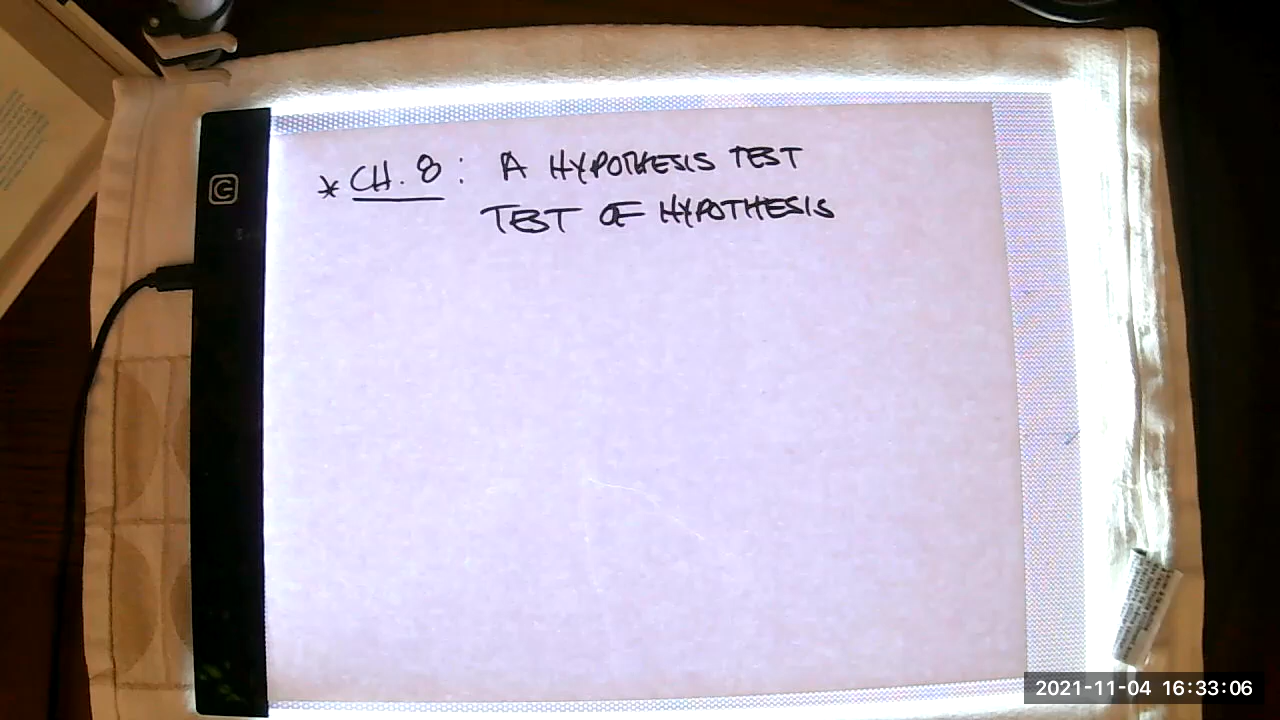 * CH. 8 : A HYPOTHESIS TEST
TEST OF HYPOTHESIS
2021-11-04 16:33:06